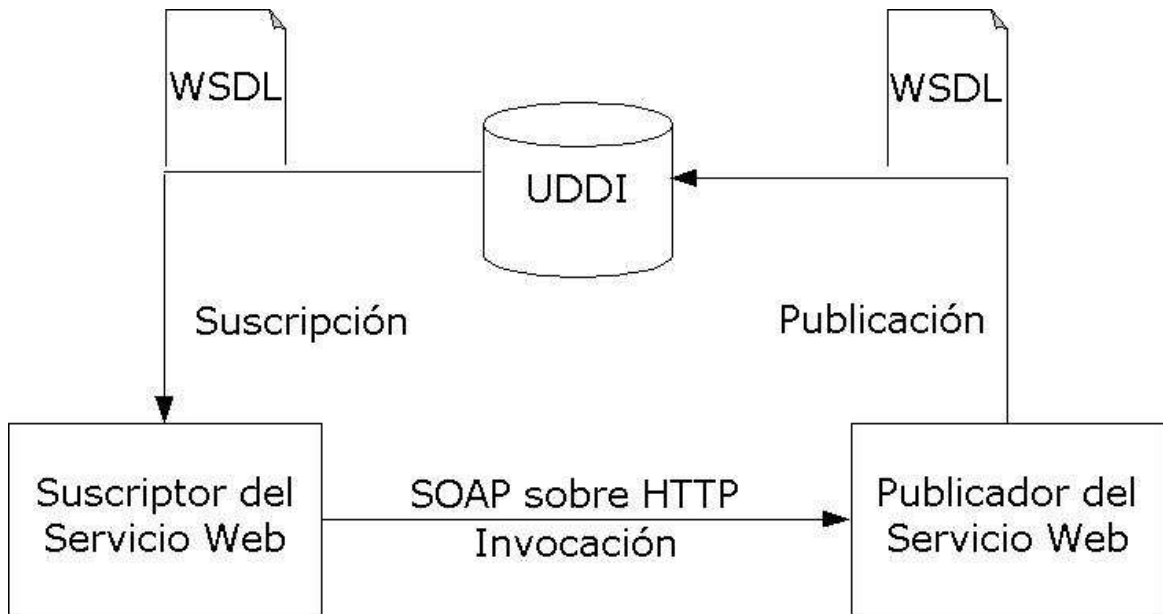 WSDL
WSDL
UDDI
Suscripción
Publicación
Suscriptor del
Servicio Web
SOAP sobre HTTP
Invocación
Publicador del
Servicio Web